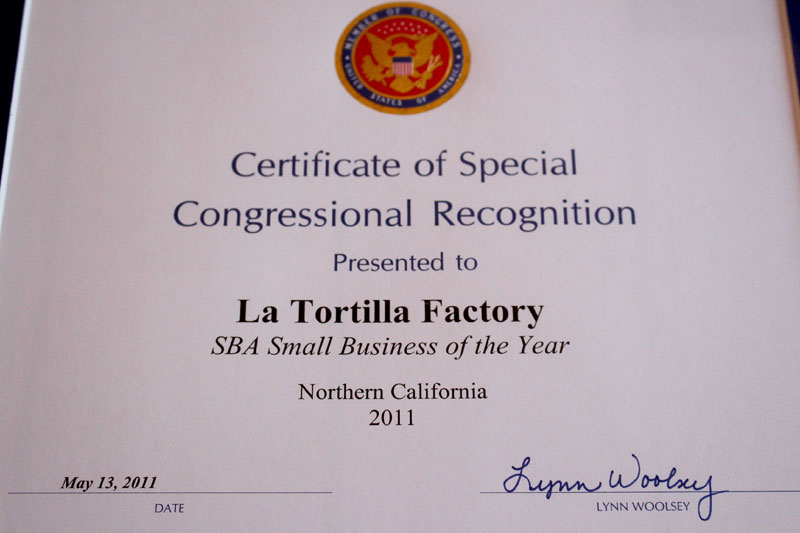 MEMBER OF CONGRESS
UNITED STATES OF AMERICA
Certificate of Special
Congressional Recognition
Presented to
La Tortilla Factory
SBA Small Business of the Year
Northern California
2011
May 13, 2011
Lynn Woolsey
DATE
LYNN WOOLSEY